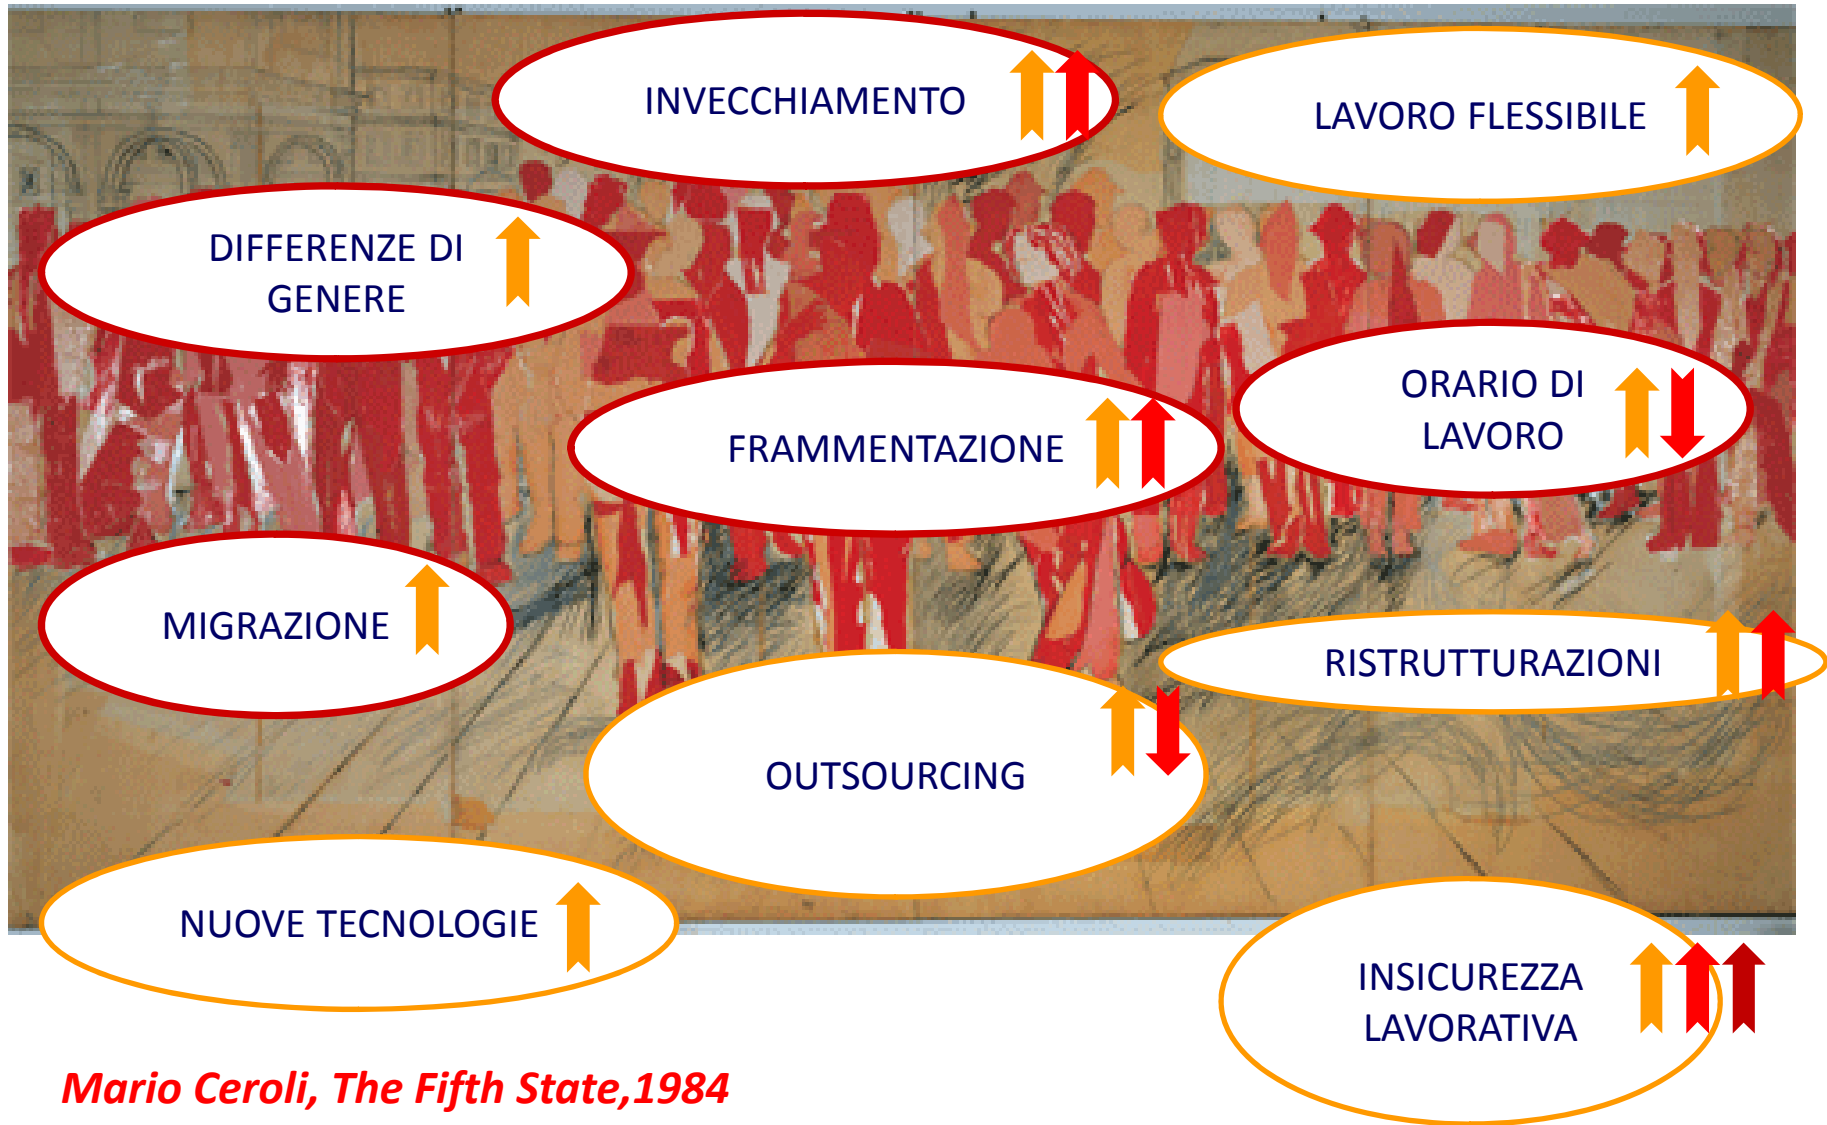 INVECCHIAMENTO
LAVORO FLESSIBILE
DIFFERENZE DI
GENERE
ORARIO DI
LAVORO
FRAMMENTAZIONE
MIGRAZIONE
RISTRUTTURAZIONI
OUTSOURCING
NUOVE TECNOLOGIE
INSICUREZZA
LAVORATIVA
Mario Ceroli, The Fifth State,1984